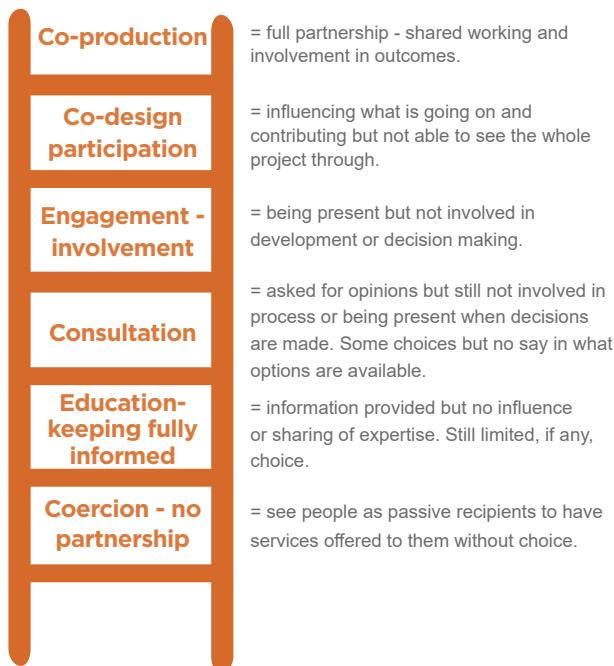 Co-production
= full partnership - shared working and
involvement in outcomes.
Co-design
participation
= influencing what is going on and
contributing but not able to see the whole
project through.
Engagement -
involvement
= being present but not involved in
development or decision making.
Consultation
= asked for opinions but still not involved in
process or being present when decisions
are made. Some choices but no say in what
options are available.
Education-
keeping fully
informed
= information provided but no influence
or sharing of expertise. Still limited, if any,
choice.
Coercion - no
partnership
= see people as passive recipients to have
services offered to them without choice.